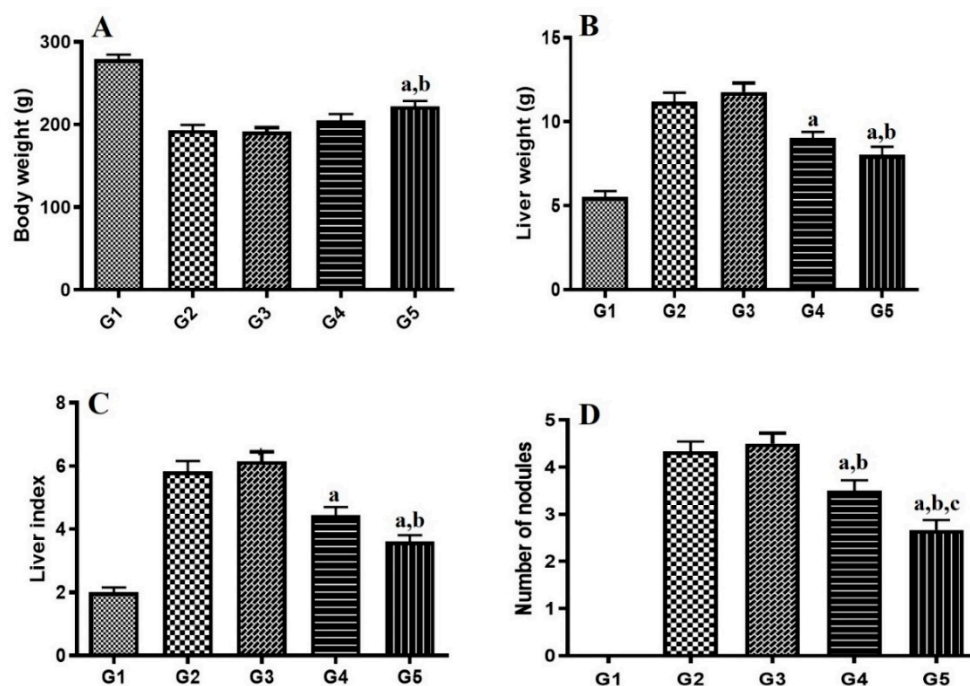 A
Body weight (g)
300
200
100
0
a,b
G1 G2 G3 G4 G5
B
Liver weight (g)
15
10
5
0
a
a,b
G1 G2 G3 G4 G5
C
Liver index
8
6
4
2
0
a
a,b
G1 G2 G3 G4 G5
D
Number of nodules
5
4
3
2
1
0
a,b
a,b,c
G1 G2 G3 G4 G5